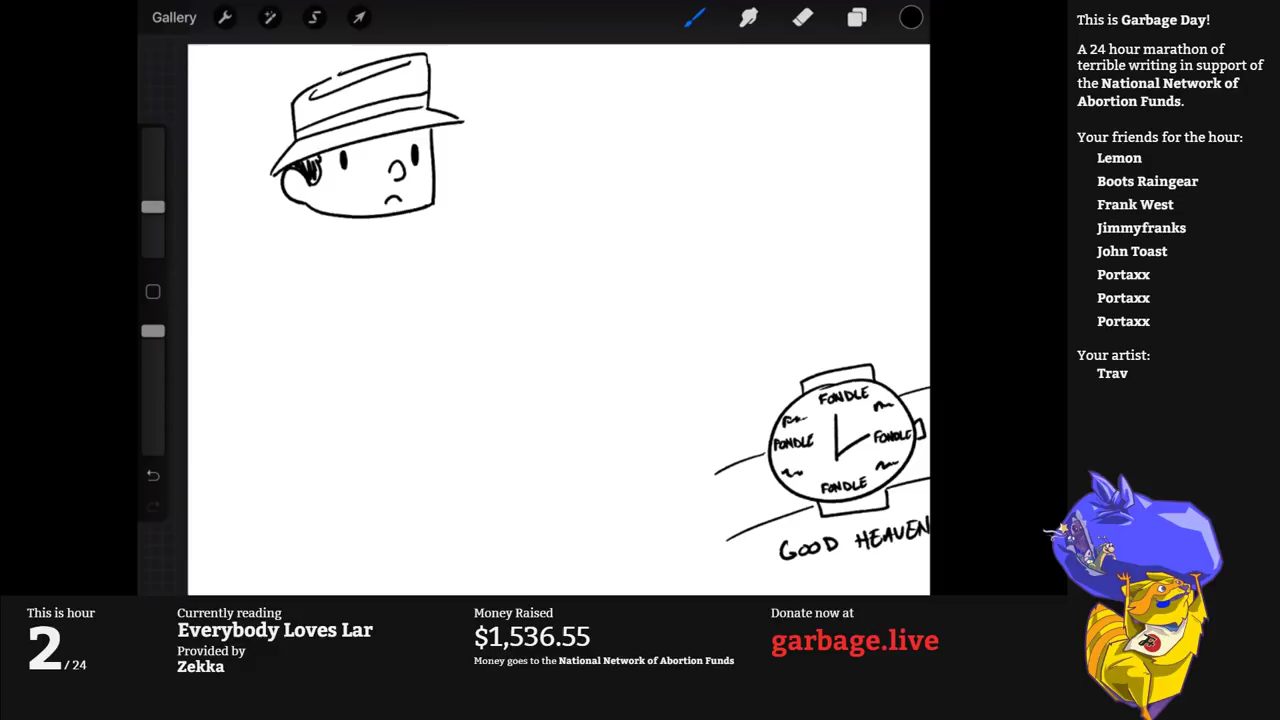 Gallery
This is Garbage Day!
A 24 hour marathon of
terrible writing in support of
the National Network of
Abortion Funds.
Your friends for the hour:
Lemon
Boots Raingear
Frank West
Jimmyfranks
John Toast
Portaxx
Portaxx
Portaxx
Your artist:
Trav
FONDLE
FONDLE
FONDLE
FONDLE
GOOD HEAVEN
This is hour
2 / 24
Currently reading
Everybody Loves Lar
Provided by
Zekka
Money Raised
$1,536.55
Money goes to the National Network of Abortion Funds
Donate now at
garbage.live